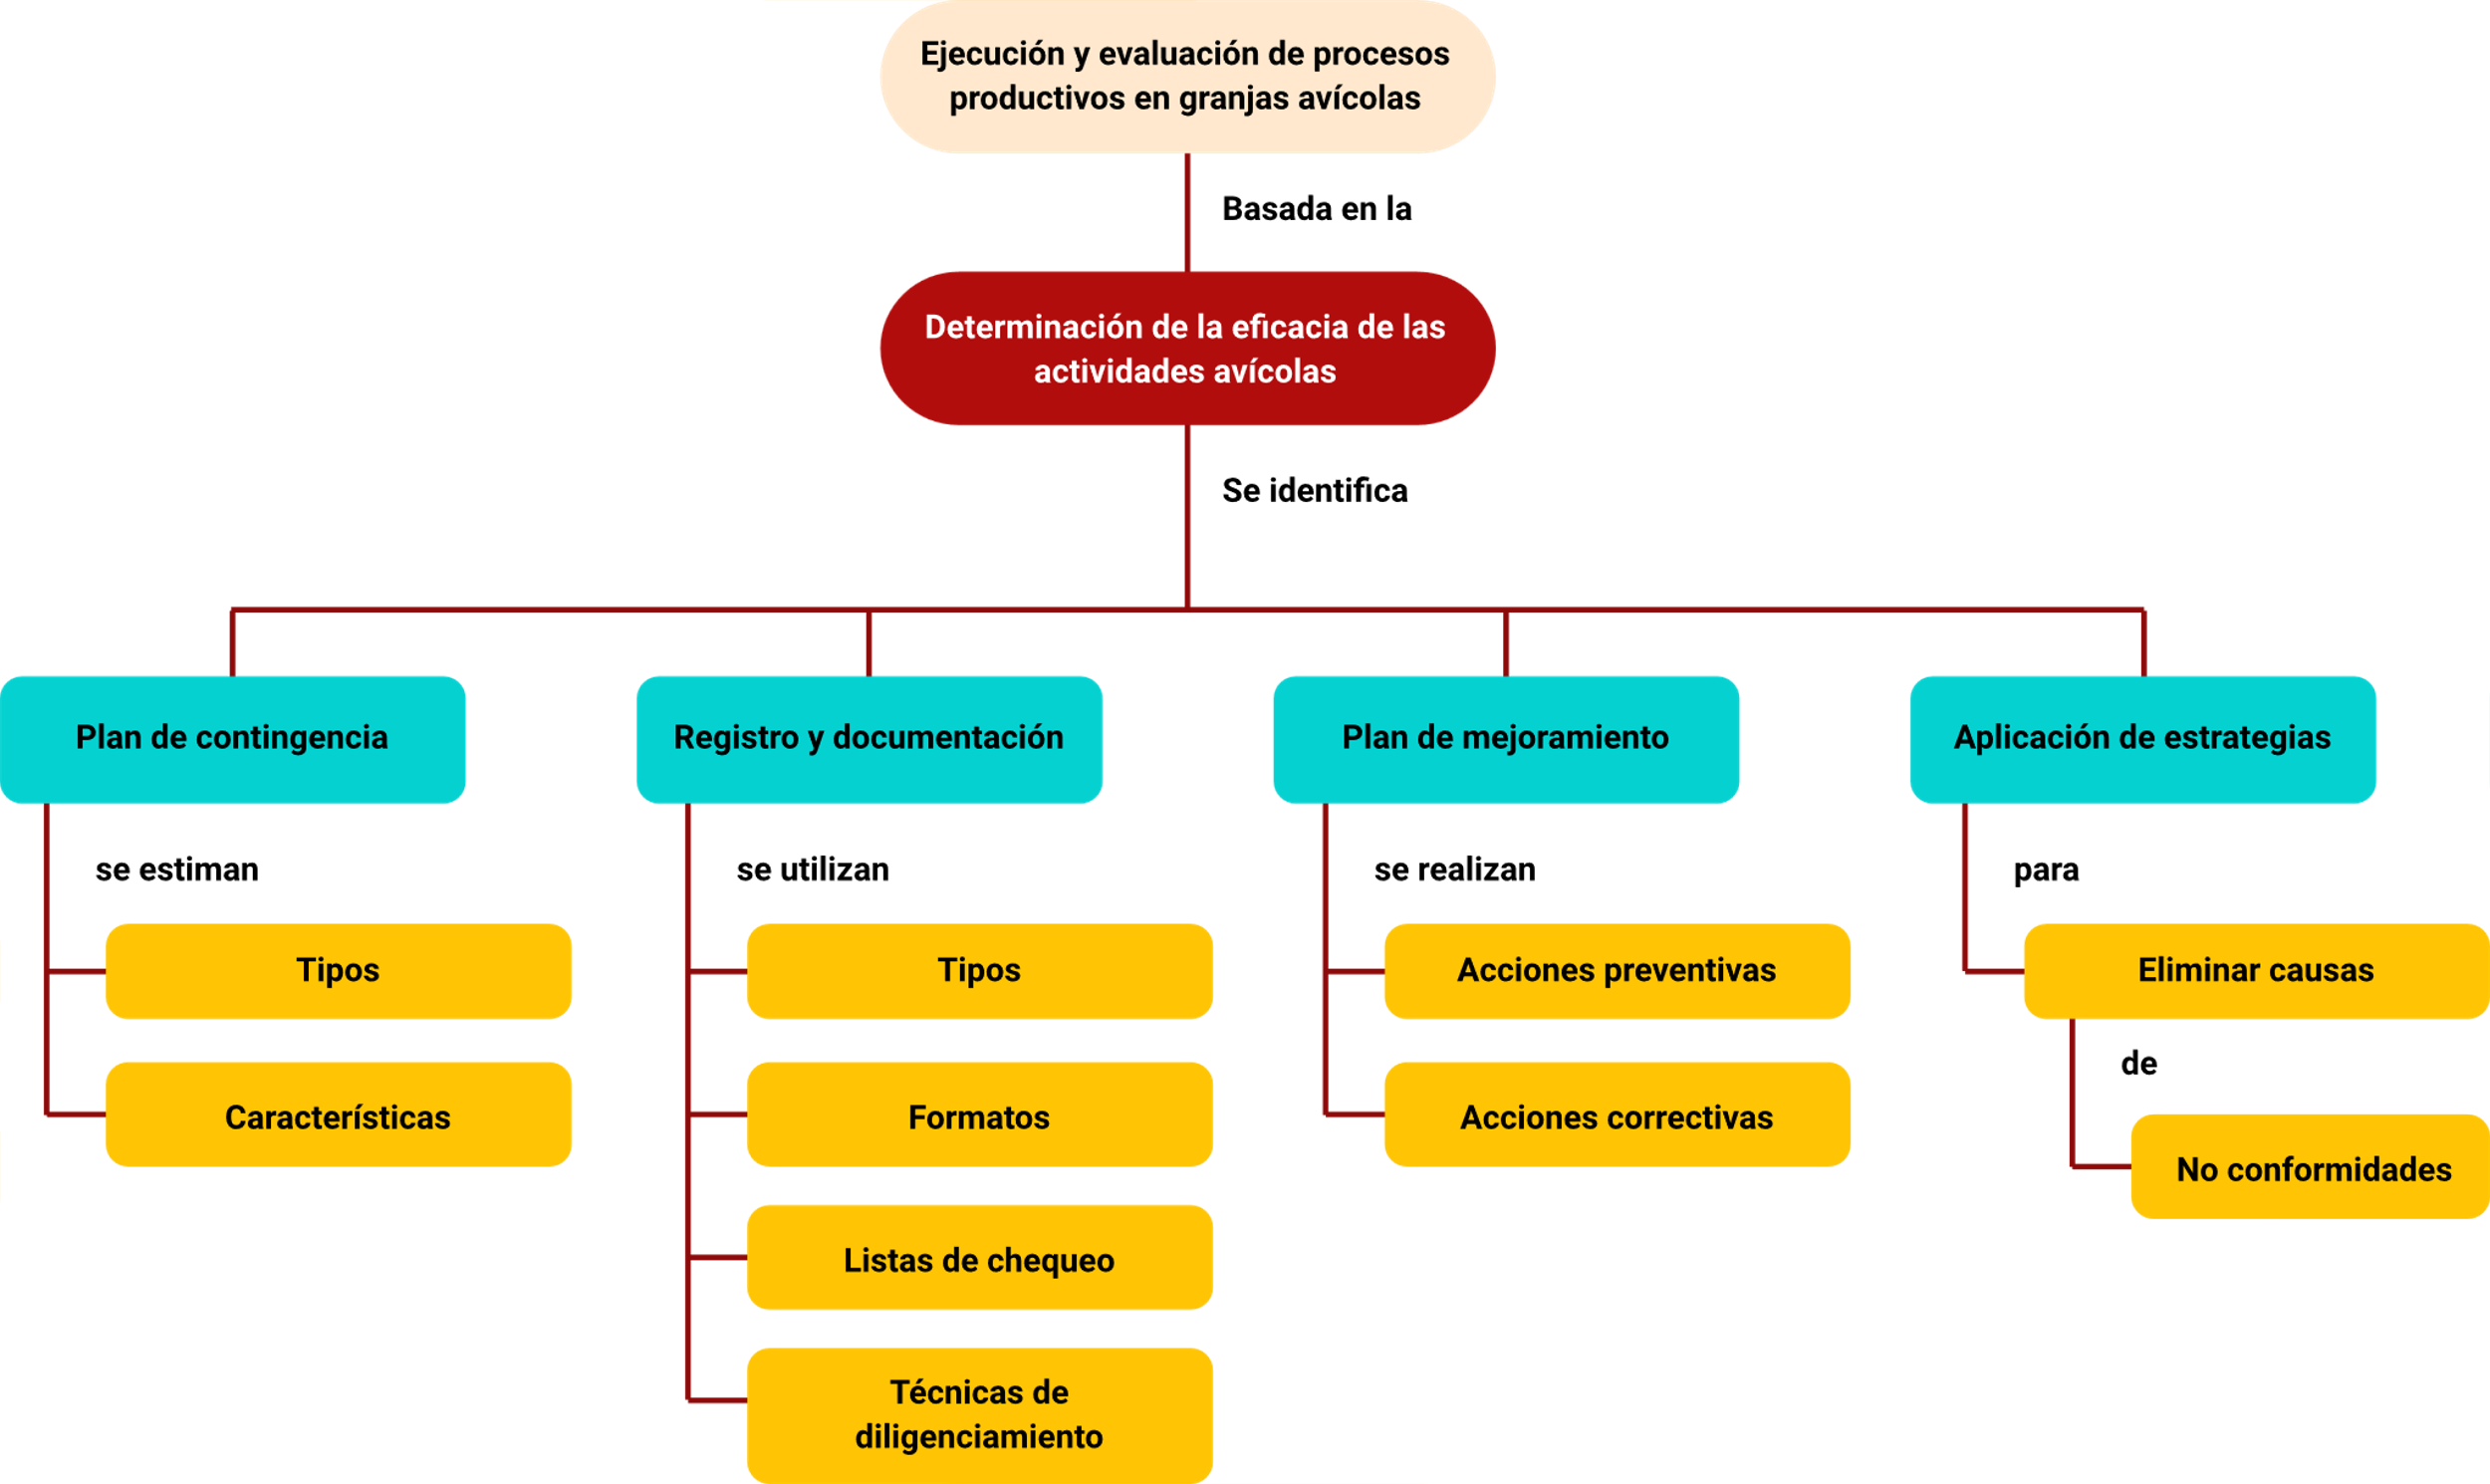 Ejecución y evaluación de procesos
productivos en granjas avícolas
Basada en la
Determinación de la eficacia de las
actividades avícolas
Se identifica
Plan de contingencia
se estiman
Tipos
Características
Registro y documentación
se utilizan
Tipos
Formatos
Listas de chequeo
Técnicas de
diligenciamiento
Plan de mejoramiento
se realizan
Acciones preventivas
Acciones correctivas
Aplicación de estrategias
para
Eliminar causas
de
No conformidades